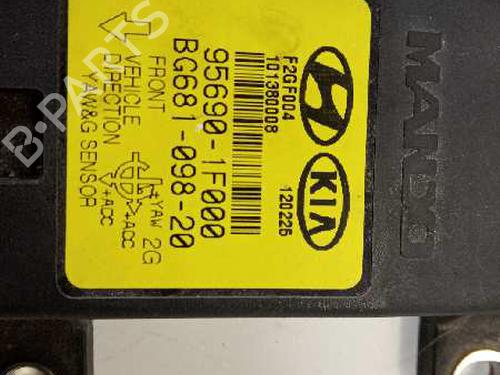 F2GF004
101380008
KIA
120226
95690-1F000
BG681-098-20
FRONT
VEHICLE
DIRECTION
YAW&G SENSOR
+YAW 2G
+ACC
+ACC
MANDO
B-PARTS